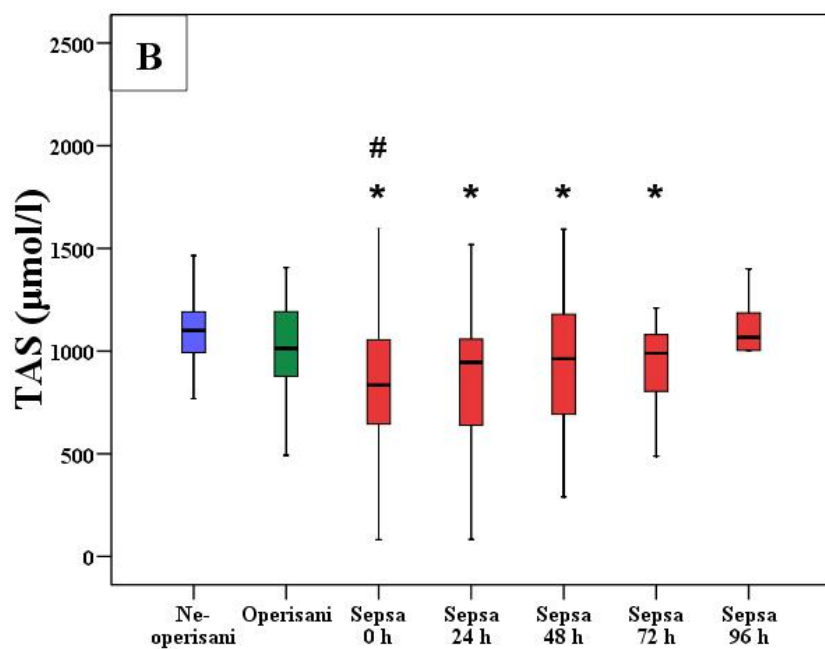 B
TAS (μmol/l)
2500
2000
1500
1000
500
0
#
* * * *
Ne-
operisani
Operisani
Sepsa
0 h
Sepsa
24 h
Sepsa
48 h
Sepsa
72 h
Sepsa
96 h